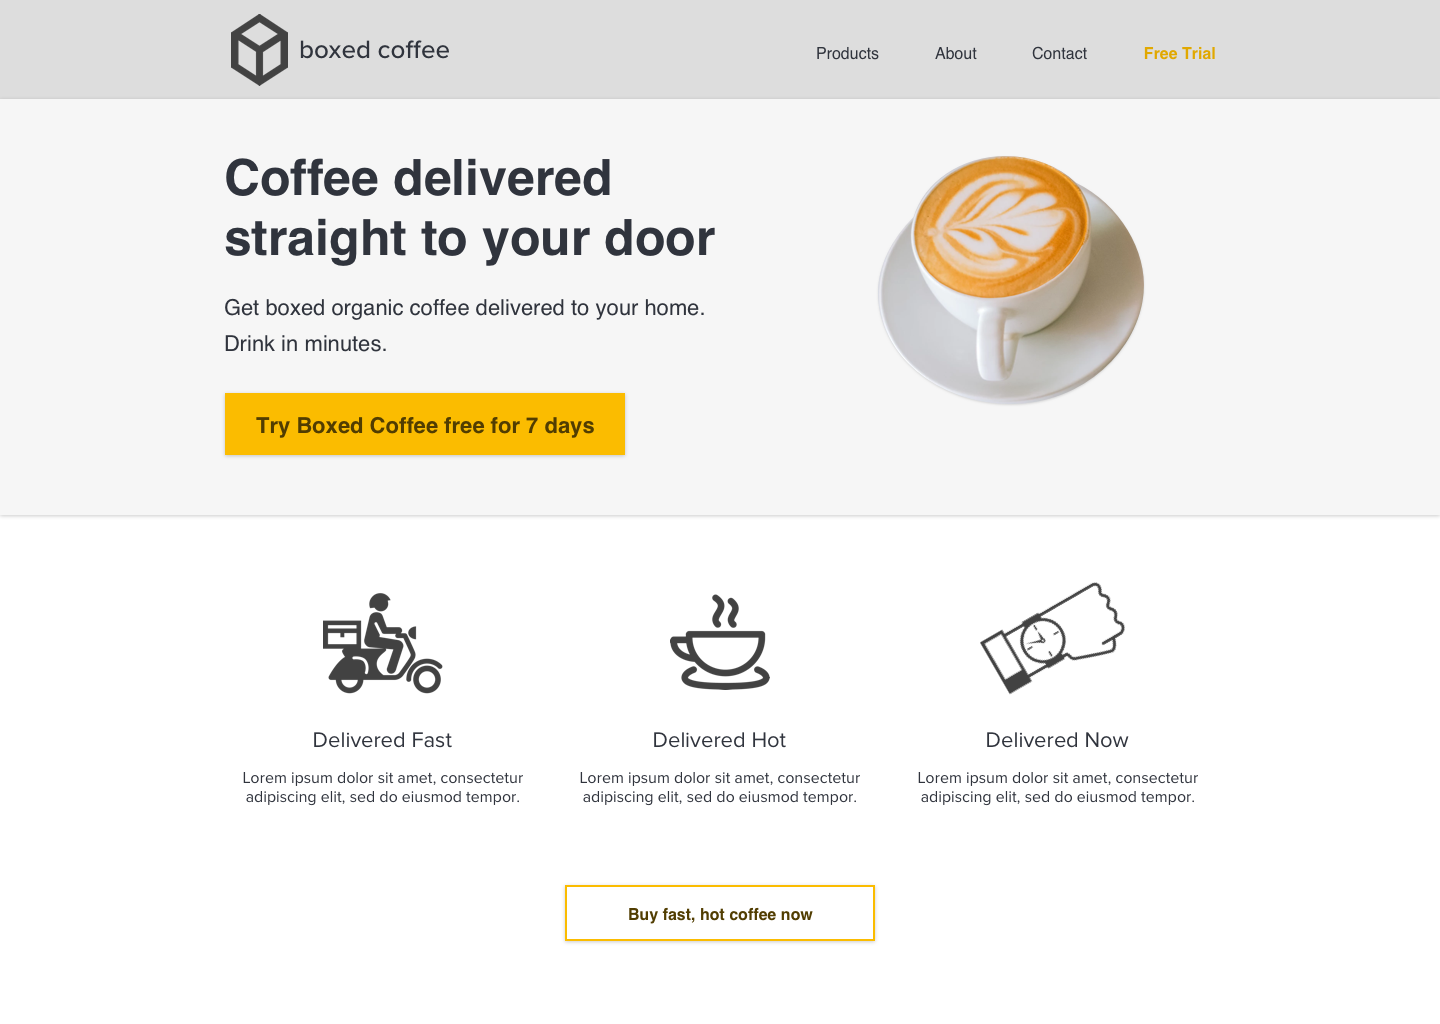 boxed coffee
Products About Contact Free Trial
Coffee delivered
straight to your door
Get boxed organic coffee delivered to your home.
Drink in minutes.
Try Boxed Coffee free for 7 days
Delivered Fast
Lorem ipsum dolor sit amet, consectetur
adipiscing elit, sed do eiusmod tempor.
Delivered Hot
Lorem ipsum dolor sit amet, consectetur
adipiscing elit, sed do eiusmod tempor.
Delivered Now
Lorem ipsum dolor sit amet, consectetur
adipiscing elit, sed do eiusmod tempor.
Buy fast, hot coffee now